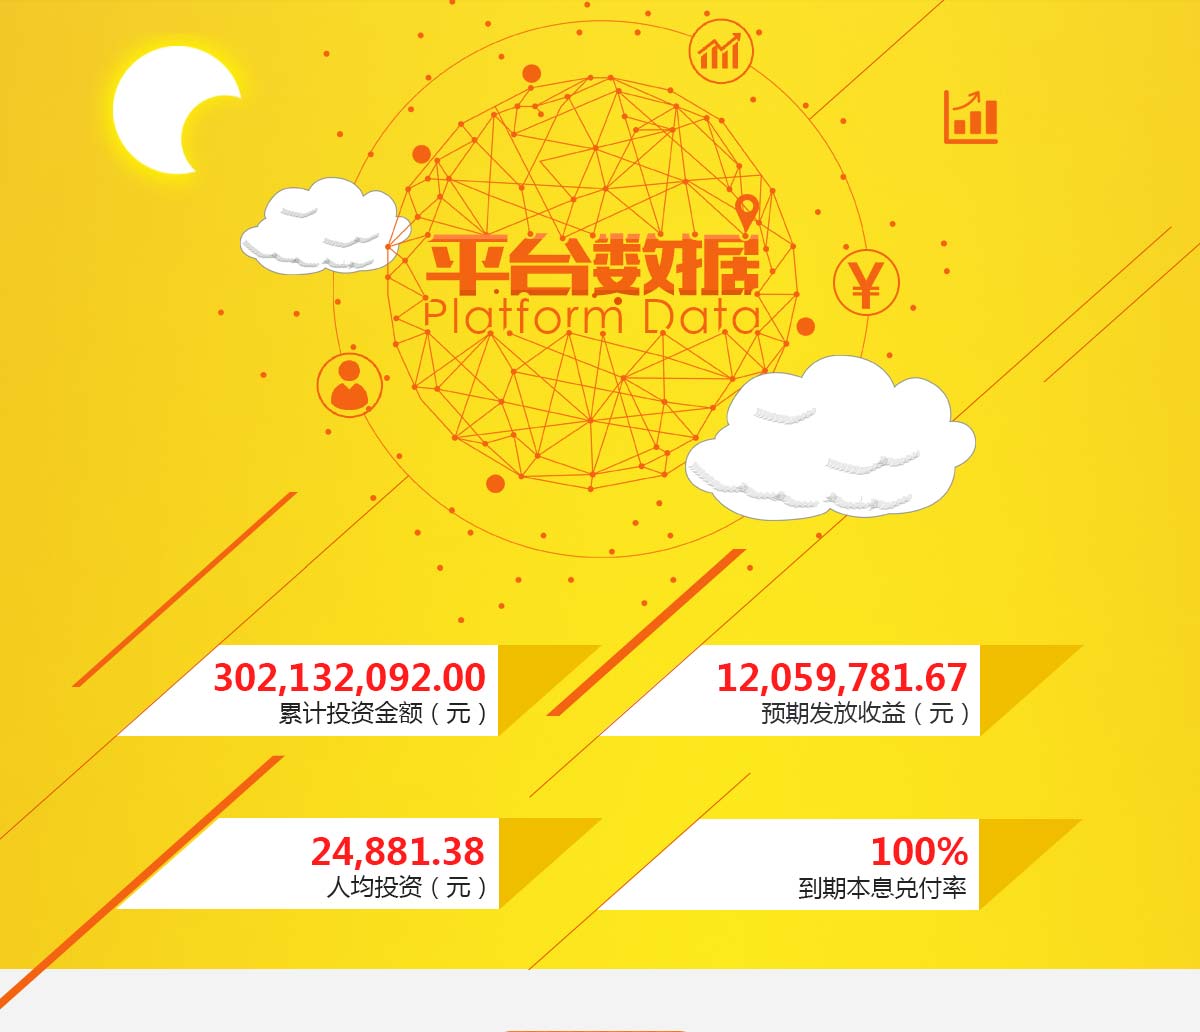 平台数据
Platform Data
302,132,092.00
累计投资金额（元）
12,059,781.67
预期发放收益（元）
24,881.38
人均投资（元）
100%
到期本息兑付率